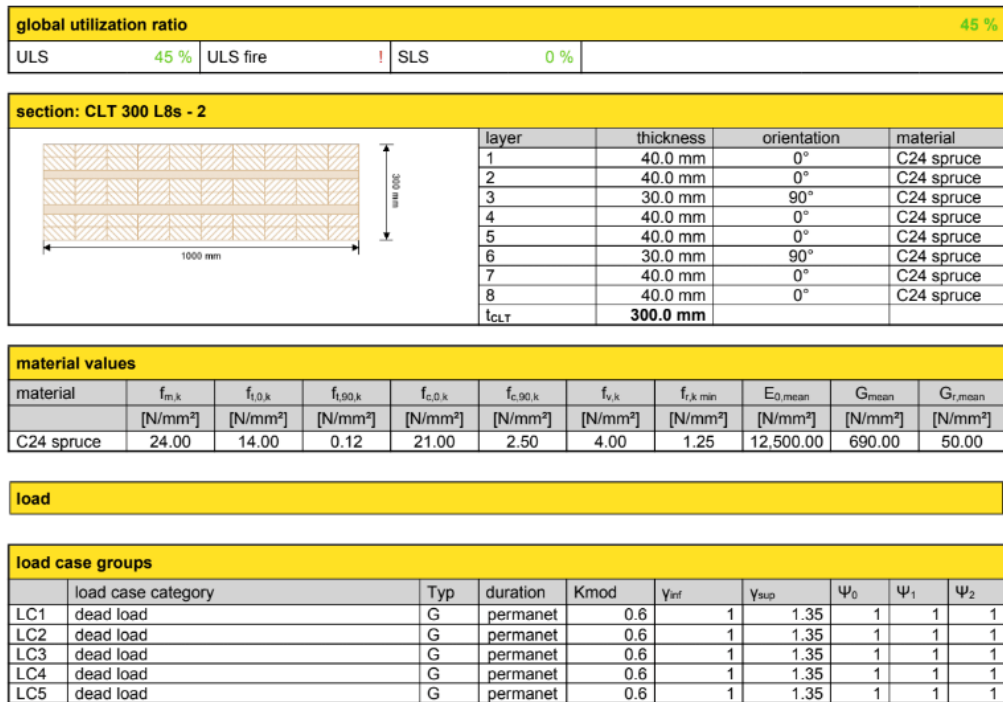 global utilization ratio 45 %
ULS 45 % ULS fire ! SLS 0 %
section: CLT 300 L8s - 2
layer thickness orientation material
1 40.0 mm 0° C24 spruce
2 40.0 mm 0° C24 spruce
3 30.0 mm 90° C24 spruce
4 40.0 mm 0° C24 spruce
5 40.0 mm 0° C24 spruce
6 30.0 mm 90° C24 spruce
7 40.0 mm 0° C24 spruce
8 40.0 mm 0° C24 spruce
tCLT 300.0 mm
300 mm
1000 mm
material values
material fm,k ft,0,k ft,90,k fc,0,k fc,90,k fv,k fr,k min E0,mean Gmean Gr,mean
[N/mm²] [N/mm²] [N/mm²] [N/mm²] [N/mm²] [N/mm²] [N/mm²] [N/mm²] [N/mm²] [N/mm²]
C24 spruce 24.00 14.00 0.12 21.00 2.50 4.00 1.25 12,500.00 690.00 50.00
load
load case groups
load case category Typ duration Kmod γinf γsup Ψ0 Ψ1 Ψ2
LC1 dead load G permanet 0.6 1 1.35 1 1 1
LC2 dead load G permanet 0.6 1 1.35 1 1 1
LC3 dead load G permanet 0.6 1 1.35 1 1 1
LC4 dead load G permanet 0.6 1 1.35 1 1 1
LC5 dead load G permanet 0.6 1 1.35 1 1 1